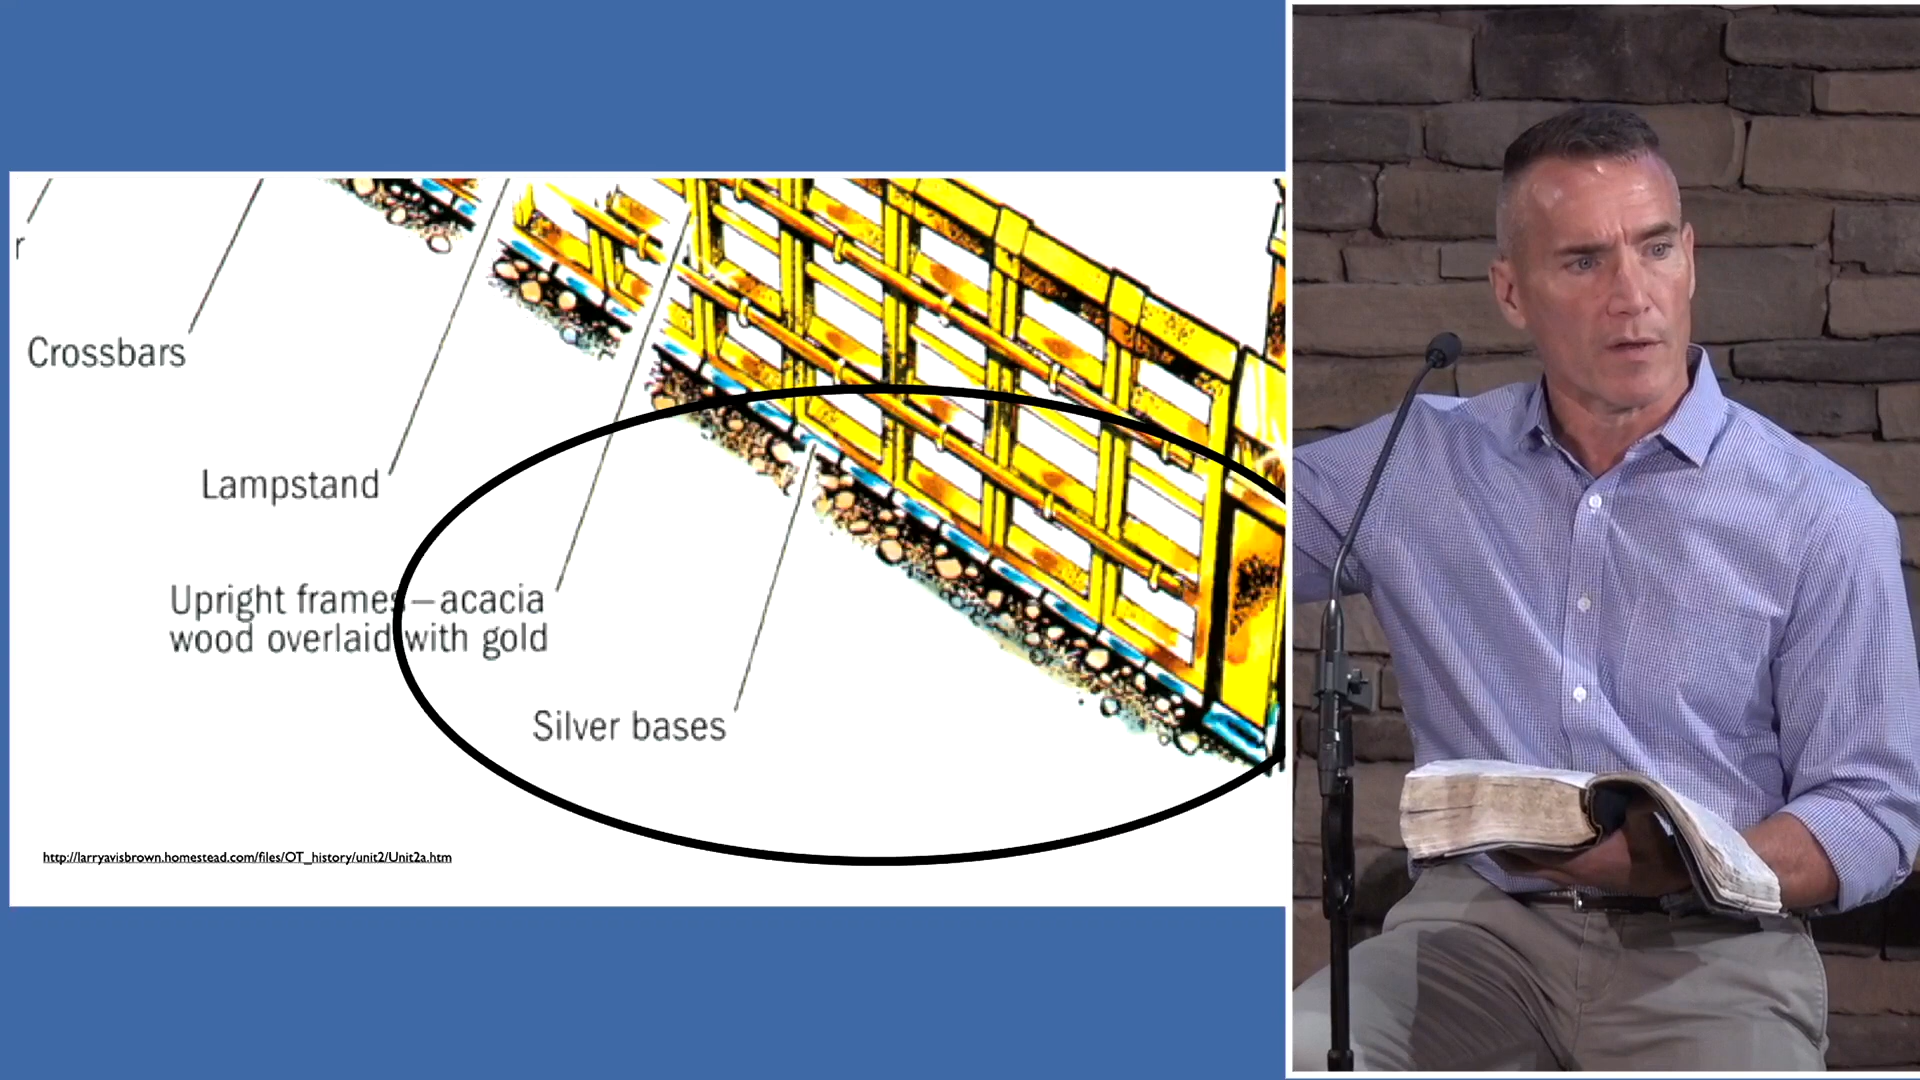 r
Crossbars
Lampstand
Upright frames—acacia
wood overlaid with gold
Silver bases
http://larryavisbrown.homestead.com/files/OT_history/unit2/Unit2a.htm